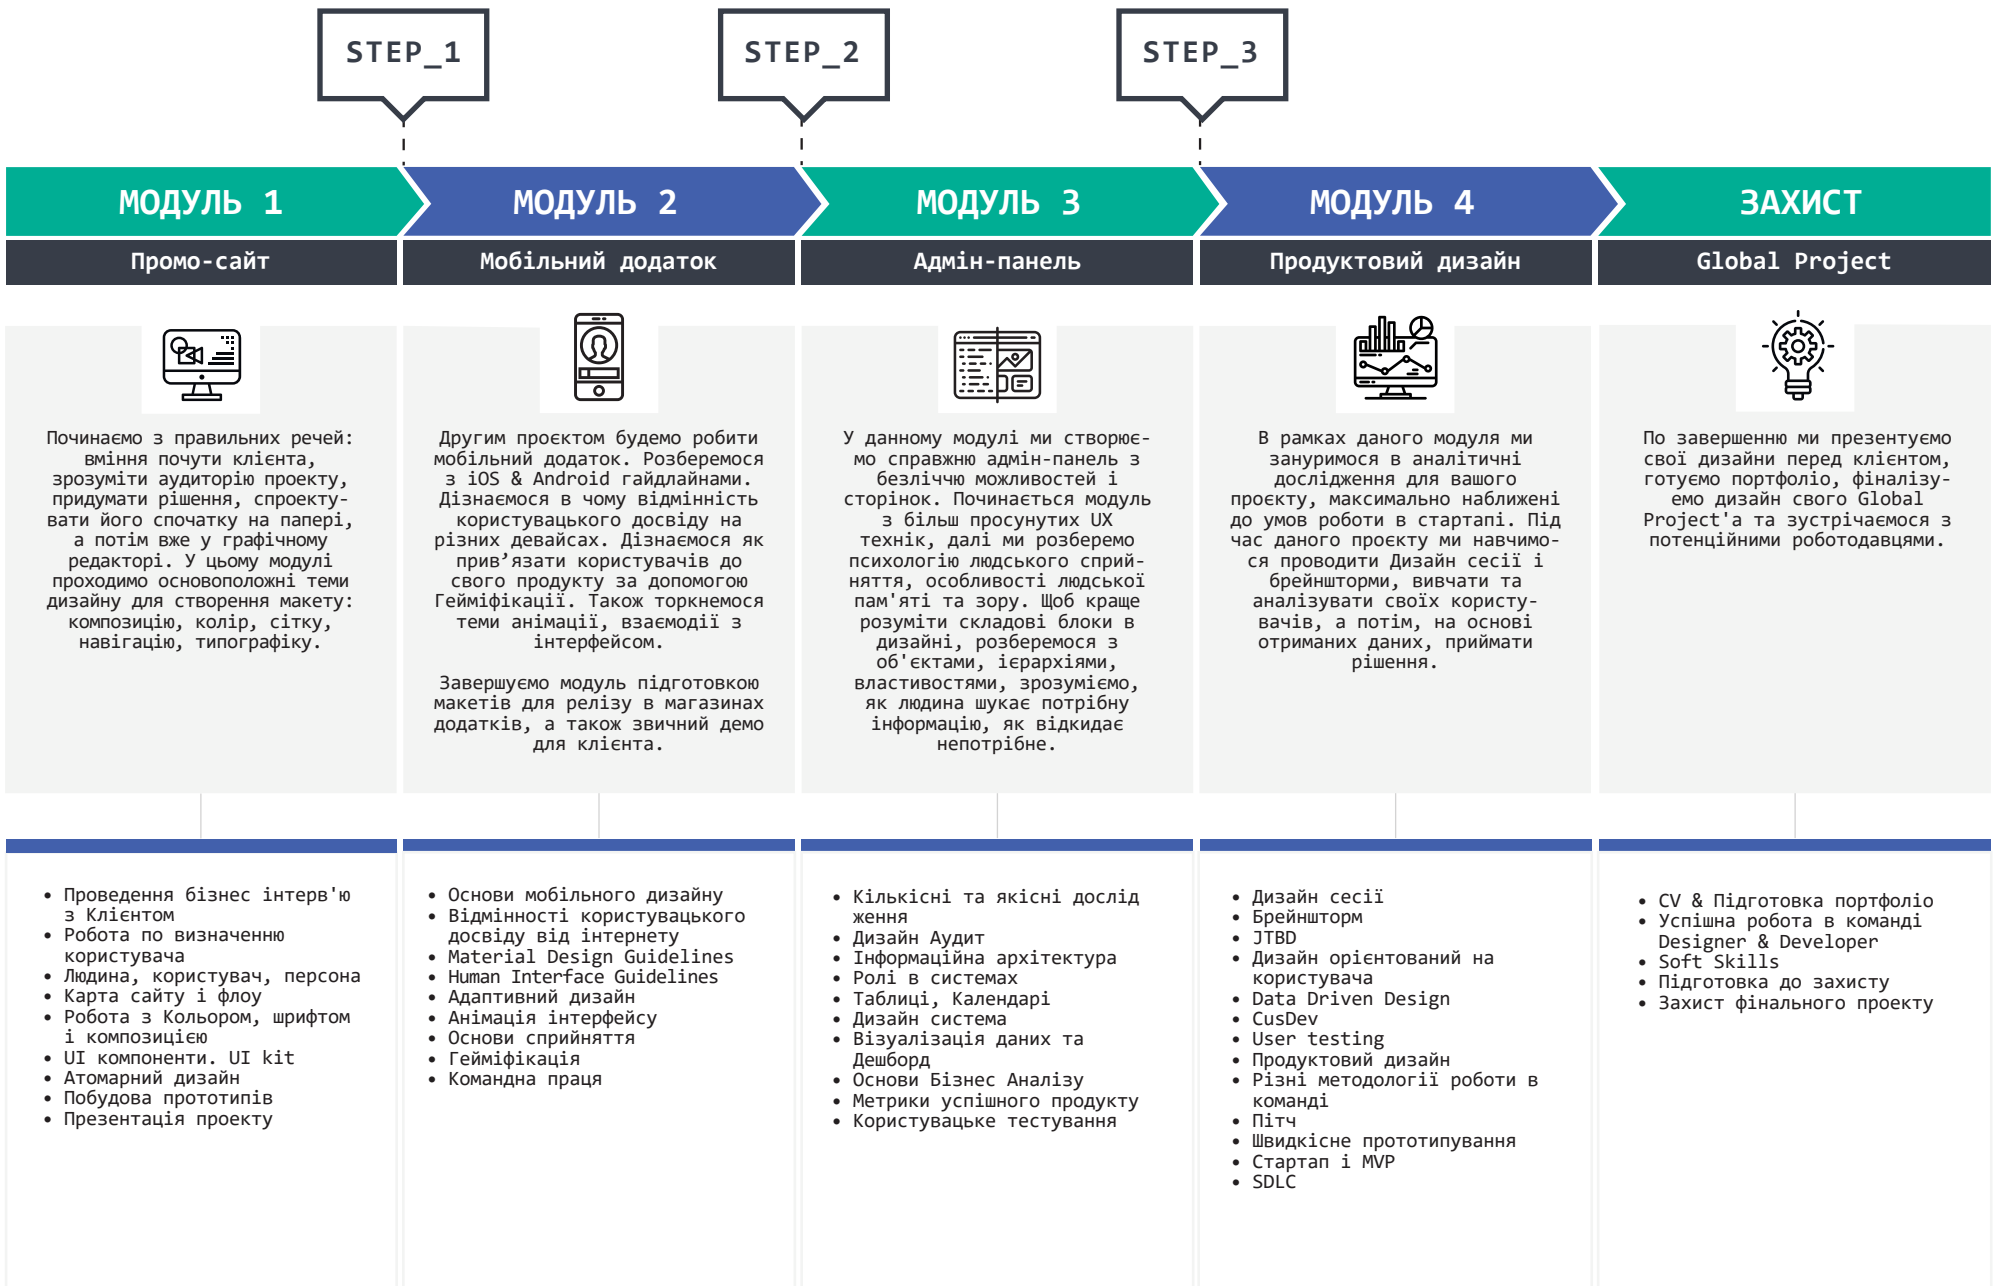 STEP_1
STEP_2
STEP_3
МОДУЛЬ 1
МОДУЛЬ 2
МОДУЛЬ 3
МОДУЛЬ 4
ЗАХИСТ
Промо-сайт
Мобільний додаток
Адмін-панель
Продуктовий дизайн
Global Project
Починаємо з правильних речей:
вміння почути клієнта,
зрозуміти аудиторію проекту,
придумати рішення, спроекту-
вати його спочатку на папері,
а потім вже у графічному
редакторі. У цьому модулі
проходимо основоположні теми
дизайну для створення макету:
композицію, колір, сітку,
навігацію, типографіку.
Другим проєктом будемо робити
мобільний додаток. Розберемося
з iOS & Android гайдлайнами.
Дізнаємося в чому відмінність
користувацького досвіду на
різних девайсах. Дізнаємося як
прив’язати користувачів до
свого продукту за допомогою
Гейміфікації. Також торкнемося
теми анімації, взаємодії з
інтерфейсом.
Завершуємо модуль підготовкою
макетів для релізу в магазинах
додатків, а також звичний демо
для клієнта.
У данному модулі ми створює-
мо справжню адмін-панель з
безліччю можливостей і
сторінок. Починається модуль
з більш просунутих UX
технік, далі ми розберемо
психологію людського сприй-
няття, особливості людської
пам'яті та зору. Щоб краще
розуміти складові блоки в
дизайні, розберемося з
об'єктами, ієрархіями,
властивостями, зрозуміємо,
як людина шукає потрібну
інформацію, як відкидає
непотрібне.
В рамках даного модуля ми
зануримося в аналітичні
дослідження для вашого
проєкту, максимально наближені
до умов роботи в стартапі. Під
час даного проєкту ми навчимо-
ся проводити Дизайн сесії і
брейншторми, вивчати та
аналізувати своїх користу-
вачів, а потім, на основі
отриманих даних, приймати
рішення.
По завершенню ми презентуємо
свої дизайни перед клієнтом,
готуємо портфоліо, фіналізу-
ємо дизайн свого Global
Project'а та зустрічаємося з
потенційними роботодавцями.
• Проведення бізнес інтерв'ю
з Клієнтом
• Робота по визначенню
користувача
• Людина, користувач, персона
• Карта сайту і флоу
• Робота з Кольором, шрифтом
і композицією
• UI компоненти. UI kit
• Атомарний дизайн
• Побудова прототипів
• Презентація проекту
• Основи мобільного дизайну
• Відмінності користувацького
досвіду від інтернету
• Material Design Guidelines
• Human Interface Guidelines
• Адаптивний дизайн
• Анімація інтерфейсу
• Основи сприйняття
• Гейміфікація
• Командна праця
• Кількісні та якісні дослід
ження
• Дизайн Аудит
• Інформаційна архітектура
• Ролі в системах
• Таблиці, Календарі
• Дизайн система
• Візуалізація даних та
Дешборд
• Основи Бізнес Аналізу
• Метрики успішного продукту
• Користувацьке тестування
• Дизайн сесії
• Брейншторм
• JTBD
• Дизайн орієнтований на
користувача
• Data Driven Design
• CusDev
• User testing
• Продуктовий дизайн
• Різні методології роботи в
команді
• Пітч
• Швидкісне прототипування
• Стартап і MVP
• SDLC
• CV & Підготовка портфоліо
• Успішна робота в команді
Designer & Developer
• Soft Skills
• Підготовка до захисту
• Захист фінального проекту